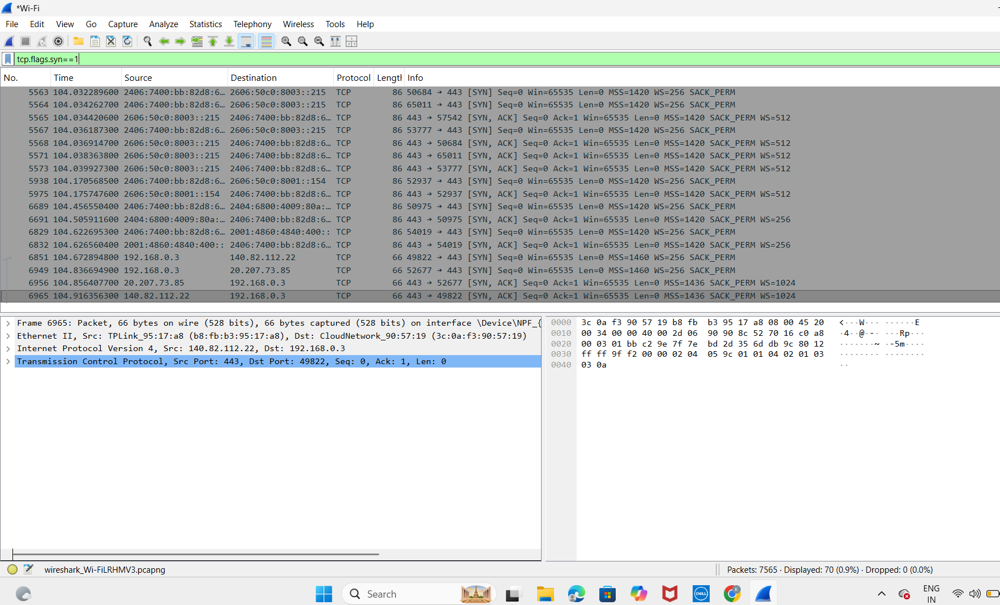 *Wi-Fi
File Edit View Go Capture Analyze Statistics Telephony Wireless Tools Help
tcp.flags.syn==1
No. Time Source Destination Protocol Length Info
5563 104.032289600 2406:7400:bb:82d8:6… 2606:50c0:8003::215 TCP 86 50684 → 443 [SYN] Seq=0 Win=65535 Len=0 MSS=1420 WS=256 SACK_PERM
5564 104.034262700 2406:7400:bb:82d8:6… 2606:50c0:8003::215 TCP 86 65011 → 443 [SYN] Seq=0 Win=65535 Len=0 MSS=1420 WS=256 SACK_PERM
5565 104.034420600 2606:50c0:8003::215 2406:7400:bb:82d8:6… TCP 86 443 → 57542 [SYN, ACK] Seq=0 Ack=1 Win=65535 Len=0 MSS=1420 SACK_PERM WS=512
5567 104.036187300 2406:7400:bb:82d8:6… 2606:50c0:8003::215 TCP 86 53777 → 443 [SYN] Seq=0 Win=65535 Len=0 MSS=1420 WS=256 SACK_PERM
5568 104.036914700 2606:50c0:8003::215 2406:7400:bb:82d8:6… TCP 86 443 → 50684 [SYN, ACK] Seq=0 Ack=1 Win=65535 Len=0 MSS=1420 SACK_PERM WS=512
5571 104.038363800 2606:50c0:8003::215 2406:7400:bb:82d8:6… TCP 86 443 → 65011 [SYN, ACK] Seq=0 Ack=1 Win=65535 Len=0 MSS=1420 SACK_PERM WS=512
5573 104.039927300 2606:50c0:8003::215 2406:7400:bb:82d8:6… TCP 86 443 → 53777 [SYN, ACK] Seq=0 Ack=1 Win=65535 Len=0 MSS=1420 SACK_PERM WS=512
5938 104.170568500 2406:7400:bb:82d8:6… 2606:50c0:8001::154 TCP 86 52937 → 443 [SYN] Seq=0 Win=65535 Len=0 MSS=1420 WS=256 SACK_PERM
5975 104.175747600 2606:50c0:8001::154 2406:7400:bb:82d8:6… TCP 86 443 → 52937 [SYN, ACK] Seq=0 Ack=1 Win=65535 Len=0 MSS=1420 SACK_PERM WS=512
6689 104.456550400 2406:7400:bb:82d8:6… 2404:6800:4009:80a:… TCP 86 50975 → 443 [SYN] Seq=0 Win=65535 Len=0 MSS=1420 WS=256 SACK_PERM
6691 104.505911600 2404:6800:4009:80a:… 2406:7400:bb:82d8:6… TCP 86 443 → 50975 [SYN, ACK] Seq=0 Ack=1 Win=65535 Len=0 MSS=1420 SACK_PERM WS=256
6829 104.622695300 2406:7400:bb:82d8:6… 2001:4860:4840:400:: TCP 86 54019 → 443 [SYN] Seq=0 Win=65535 Len=0 MSS=1420 WS=256 SACK_PERM
6832 104.626560400 2001:4860:4840:400:: 2406:7400:bb:82d8:6… TCP 86 443 → 54019 [SYN, ACK] Seq=0 Ack=1 Win=65535 Len=0 MSS=1420 SACK_PERM WS=256
6851 104.672894800 192.168.0.3 140.82.112.22 TCP 66 49822 → 443 [SYN] Seq=0 Win=65535 Len=0 MSS=1460 WS=256 SACK_PERM
6949 104.836694900 192.168.0.3 20.207.73.85 TCP 66 52677 → 443 [SYN] Seq=0 Win=65535 Len=0 MSS=1460 WS=256 SACK_PERM
6956 104.856407700 20.207.73.85 192.168.0.3 TCP 66 443 → 52677 [SYN, ACK] Seq=0 Ack=1 Win=65535 Len=0 MSS=1436 SACK_PERM WS=1024
6965 104.916356300 140.82.112.22 192.168.0.3 TCP 66 443 → 49822 [SYN, ACK] Seq=0 Ack=1 Win=65535 Len=0 MSS=1436 SACK_PERM WS=1024
Frame 6965: Packet, 66 bytes on wire (528 bits), 66 bytes captured (528 bits) on interface \Device\NPF_{
Ethernet II, Src: TPLink_95:17:a8 (b8:fb:b3:95:17:a8), Dst: CloudNetwork_90:57:19 (3c:0a:f3:90:57:19)
Internet Protocol Version 4, Src: 140.82.112.22, Dst: 192.168.0.3
Transmission Control Protocol, Src Port: 443, Dst Port: 49822, Seq: 0, Ack: 1, Len: 0
0000 3c 0a f3 90 57 19 b8 fb b3 95 17 a8 08 00 45 20 <···W··· ······E
0010 00 34 00 00 40 00 2d 06 90 90 8c 52 70 16 c0 a8 ·4··@·-· ···Rp···
0020 00 03 01 bb c2 9e 7f 7e bd 2d 35 6d db 9c 80 12 ·······~ ·-5m····
0030 ff ff 9f f2 00 00 02 04 05 9c 01 01 04 02 01 03 ········ ········
0040 03 0a ··
wireshark_Wi-FiLRHMV3.pcapng
Packets: 7565 · Displayed: 70 (0.9%) · Dropped: 0 (0.0%)
Search
DELL
K
ENG
IN